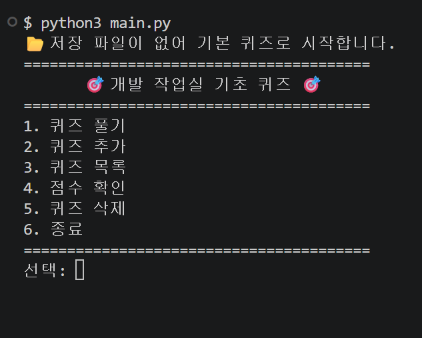 $ python3 main.py
📂 저장 파일이 없어 기본 퀴즈로 시작합니다.
========================================
🎯 개발 작업실 기초 퀴즈 🎯
========================================
1. 퀴즈 풀기
2. 퀴즈 추가
3. 퀴즈 목록
4. 점수 확인
5. 퀴즈 삭제
6. 종료
========================================
선택: